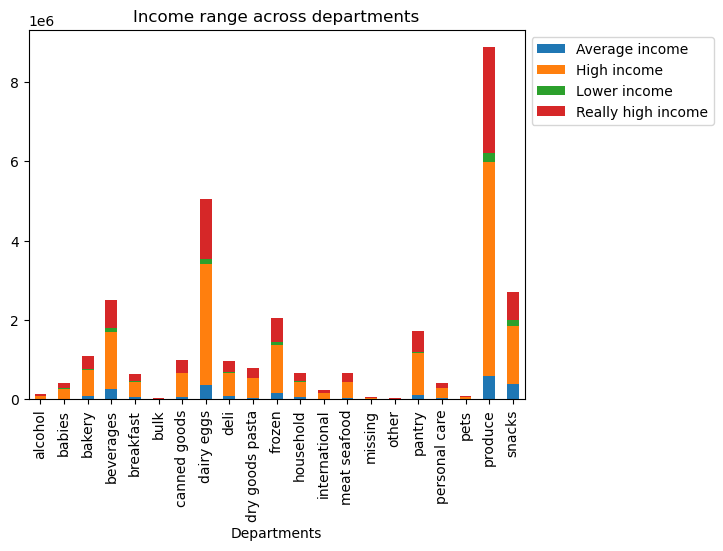 Income range across departments
1e6
8
6
4
2
0
Average income
High income
Lower income
Really high income
alcohol
babies
bakery
beverages
breakfast
bulk
canned goods
dairy eggs
deli
dry goods pasta
frozen
household
international
meat seafood
missing
other
pantry
personal care
pets
produce
snacks
Departments